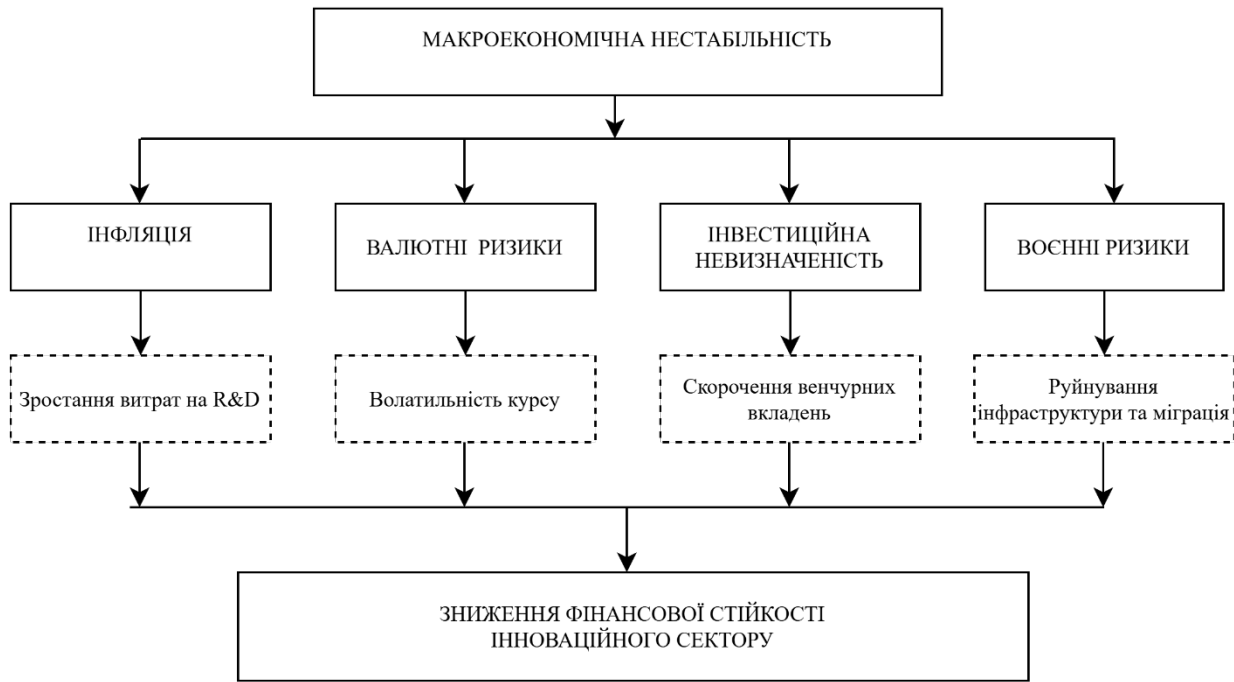 МАКРОЕКОНОМІЧНА НЕСТАБІЛЬНІСТЬ
ІНФЛЯЦІЯ
ВАЛЮТНІ РИЗИКИ
ІНВЕСТИЦІЙНА
НЕВИЗНАЧЕНІСТЬ
ВОЄННІ РИЗИКИ
Зростання витрат на R&D
Волатильність курсу
Скорочення венчурних
вкладень
Руйнування
інфраструктури та міграція
ЗНИЖЕННЯ ФІНАНСОВОЇ СТІЙКОСТІ
ІННОВАЦІЙНОГО СЕКТОРУ